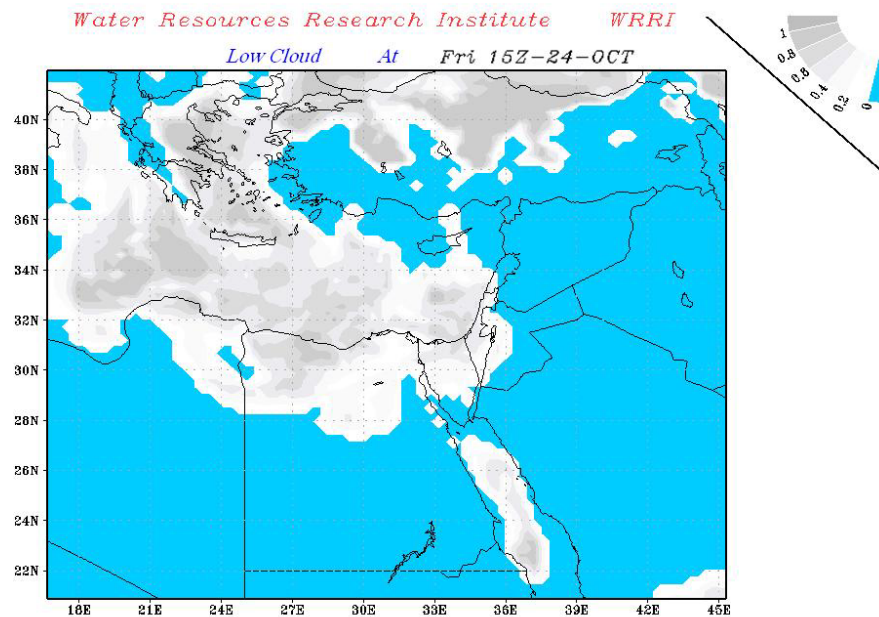 Water Resources Research Institute WRRI
Low Cloud At Fri 15Z-24-OCT
1
0.8
0.6
0.4
0.2
0
40N
38N
36N
34N
32N
30N
28N
26N
24N
22N
18E 21E 24E 27E 30E 33E 36E 39E 42E 45E